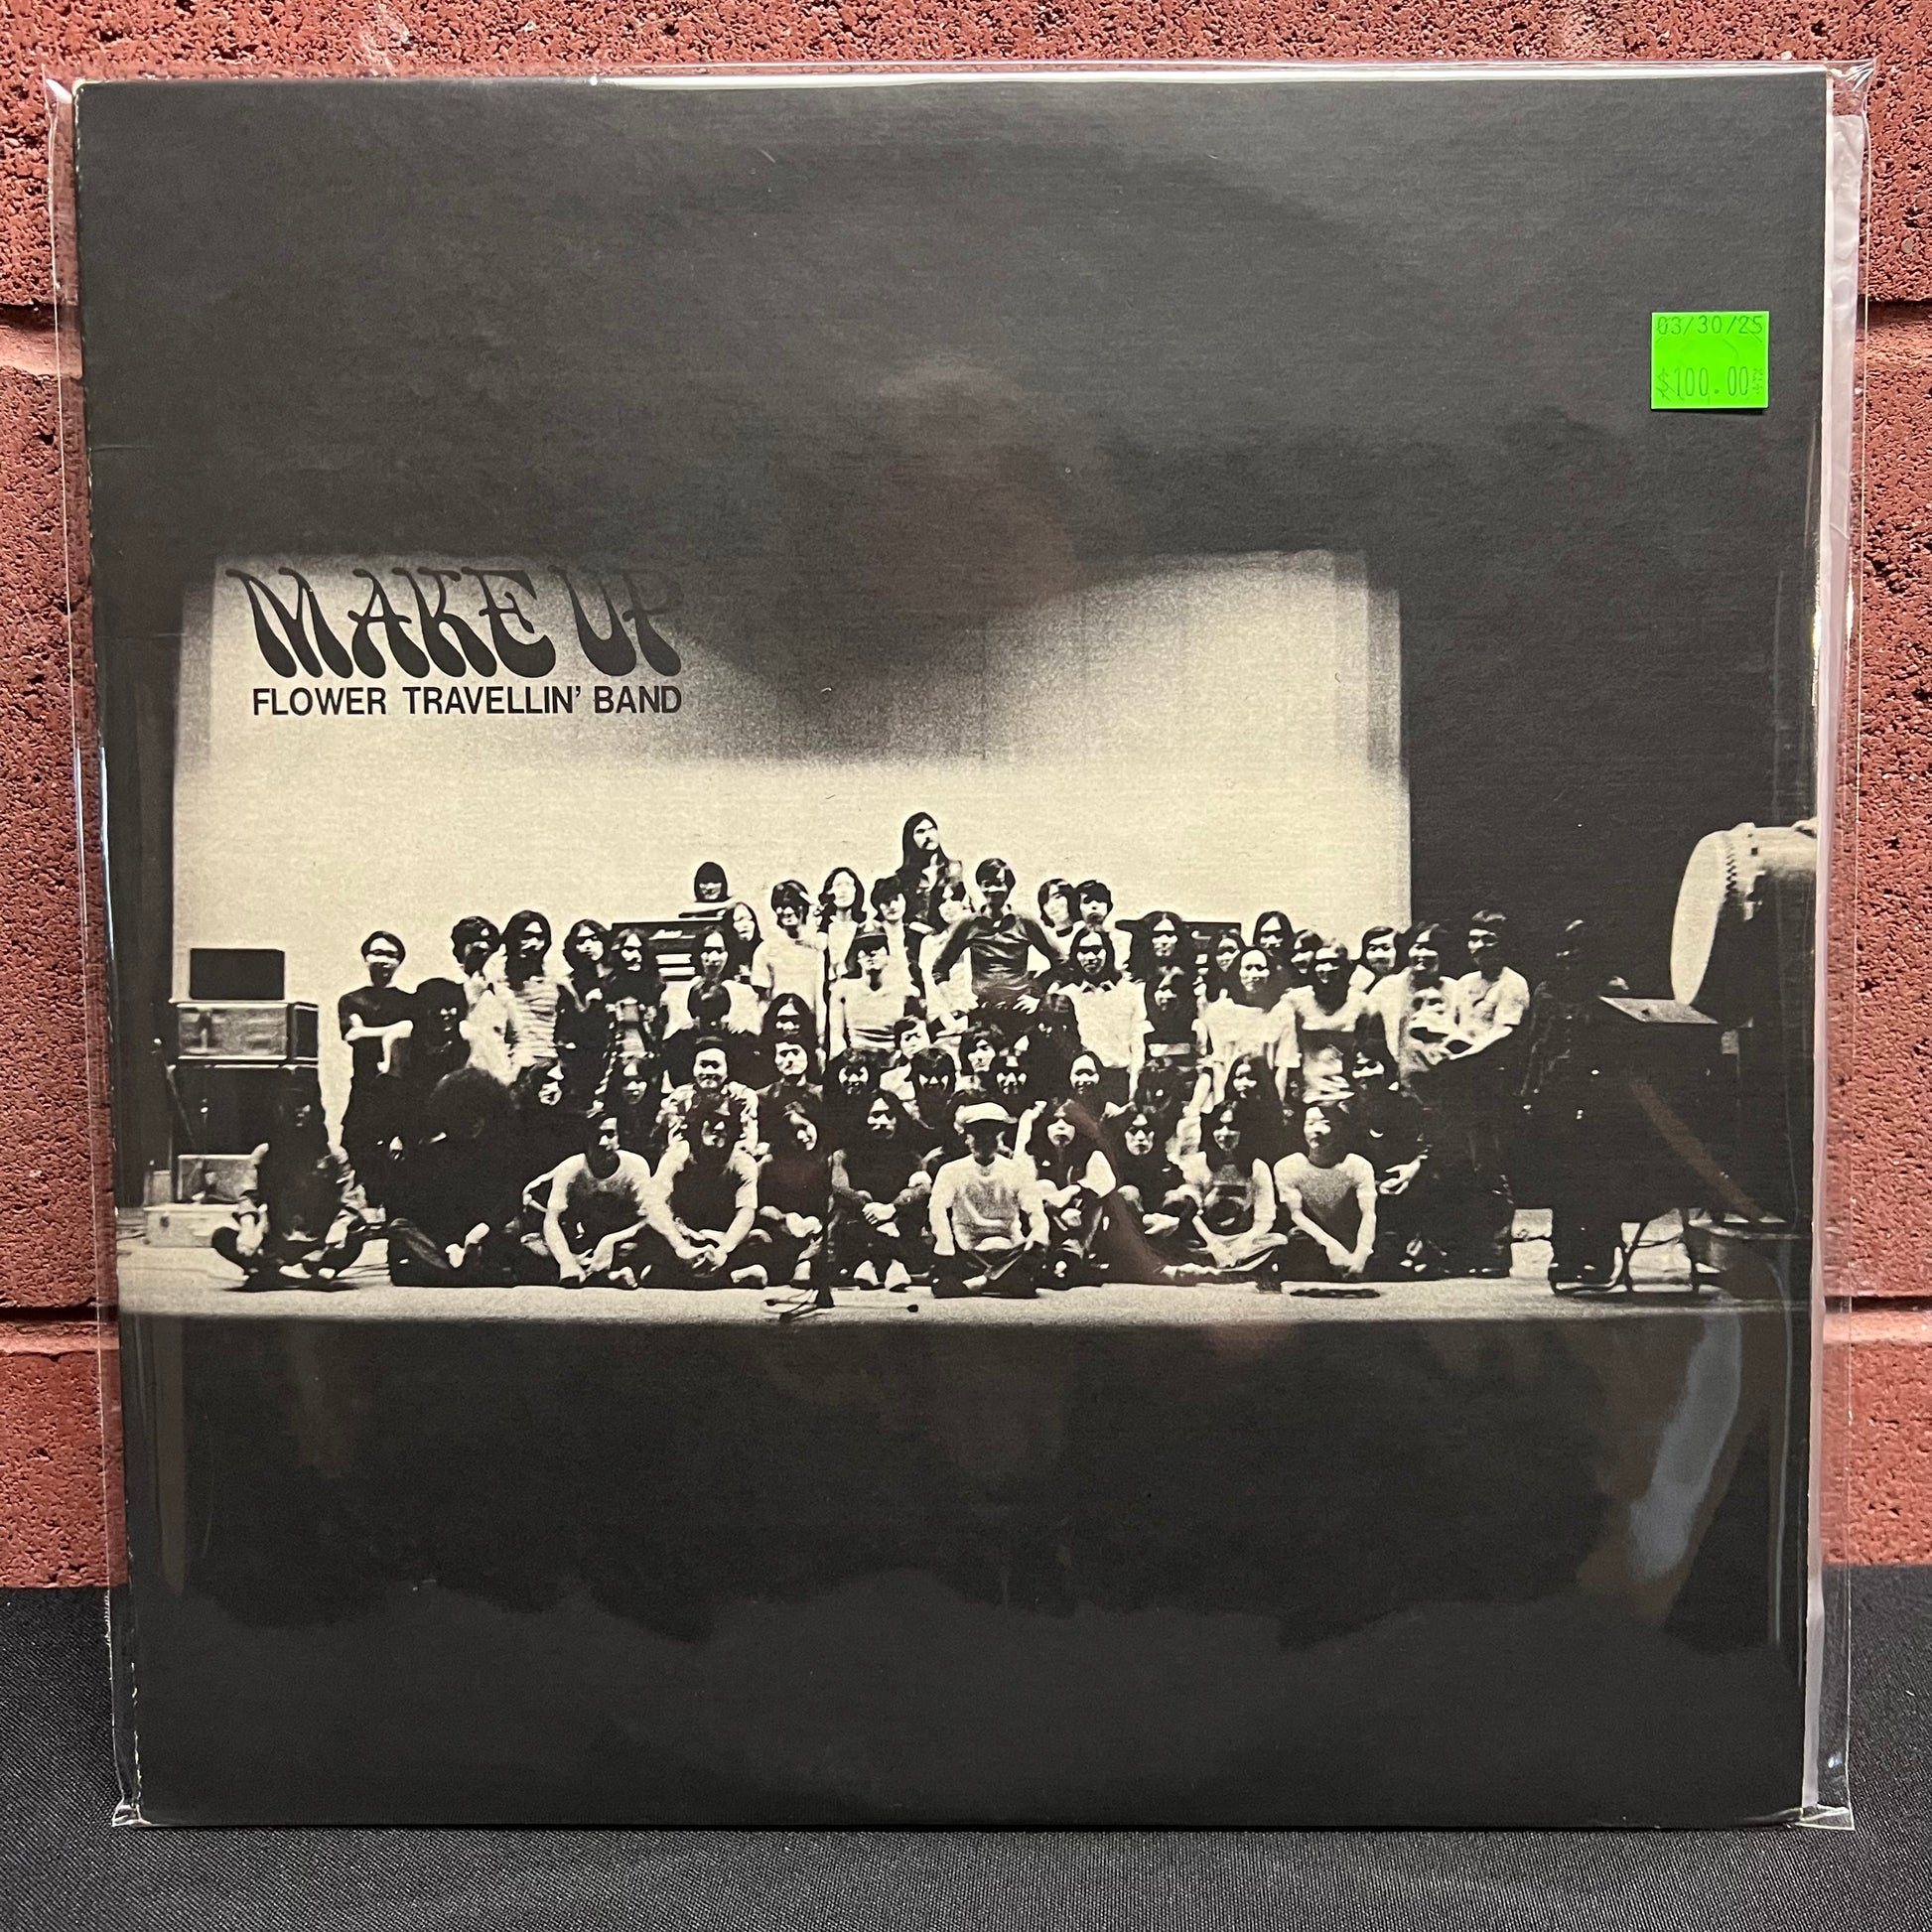 MAKE UP
FLOWER TRAVELLIN' BAND
03/30/25
100.00